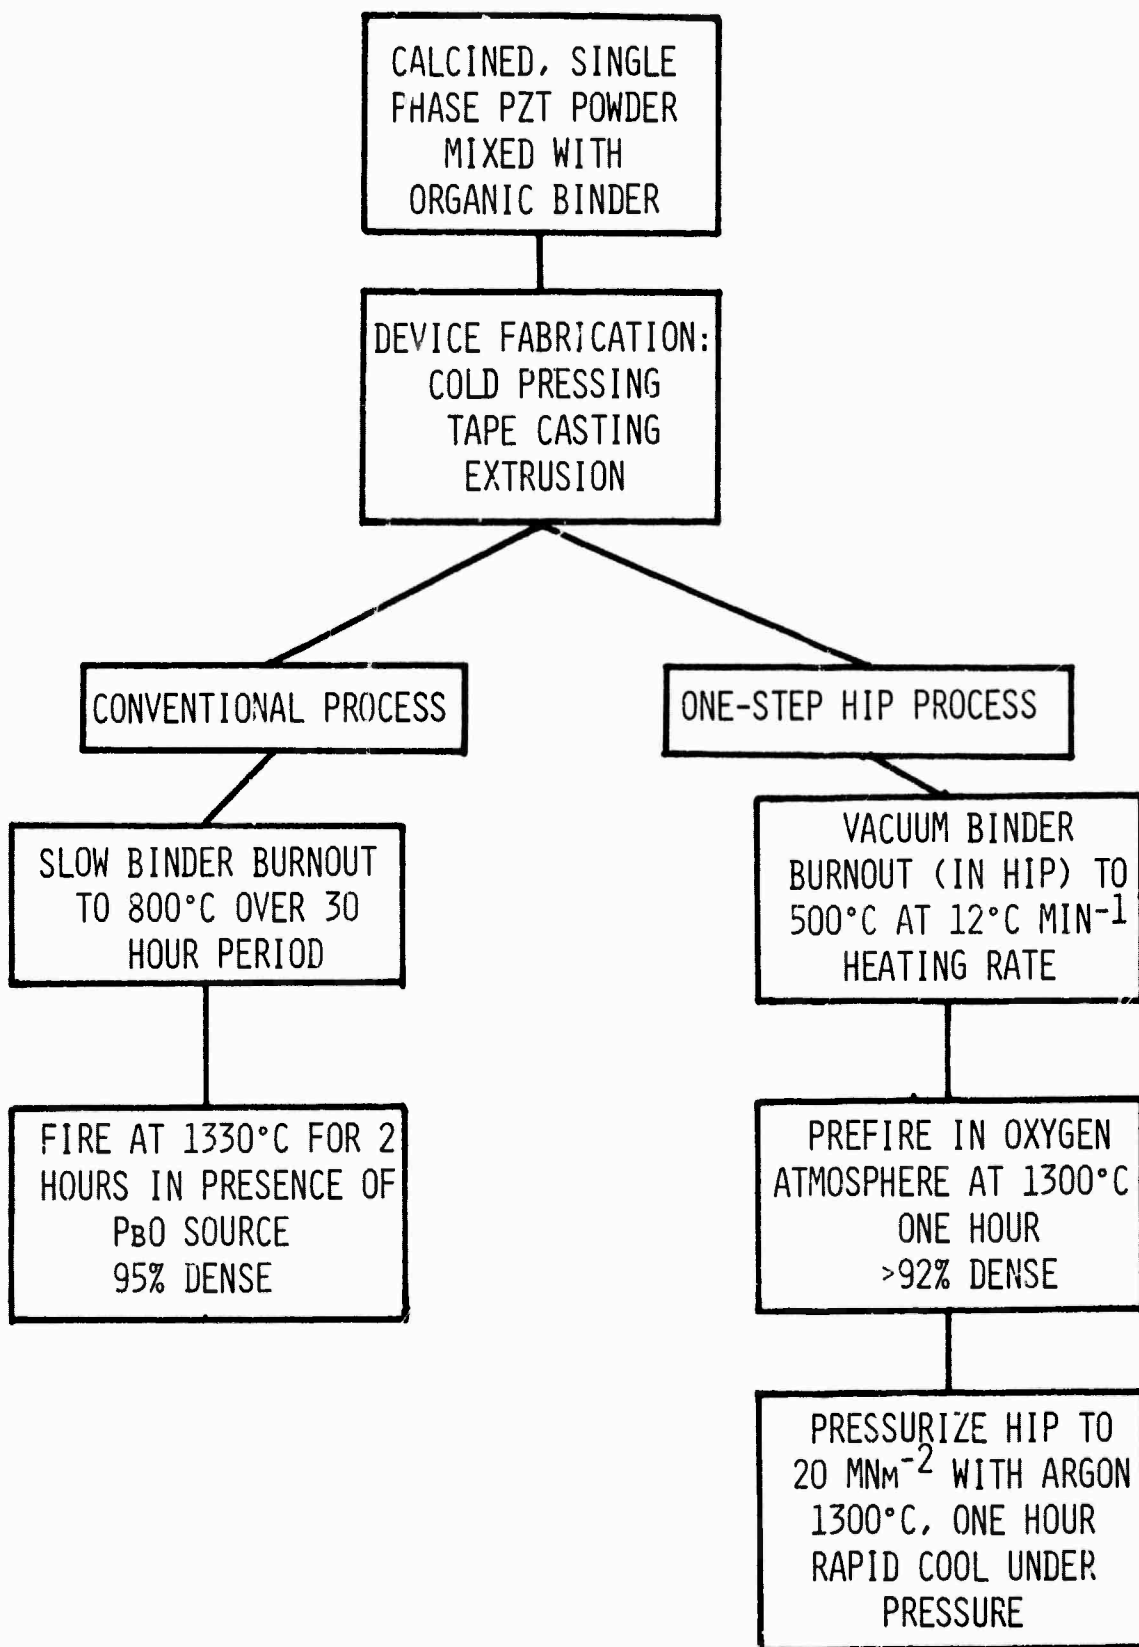 CALCINED, SINGLE
PHASE PZT POWDER
MIXED WITH
ORGANIC BINDER
DEVICE FABRICATION:
COLD PRESSING
TAPE CASTING
EXTRUSION
CONVENTIONAL PROCESS
ONE-STEP HIP PROCESS
SLOW BINDER BURNOUT
TO 800°C OVER 30
HOUR PERIOD
FIRE AT 1330°C FOR 2
HOURS IN PRESENCE OF
PBO SOURCE
95% DENSE
VACUUM BINDER
BURNOUT (IN HIP) TO
500°C AT 12°C MIN⁻¹
HEATING RATE
PREFIRE IN OXYGEN
ATMOSPHERE AT 1300°C
ONE HOUR
>92% DENSE
PRESSURIZE HIP TO
20 MNM⁻² WITH ARGON
1300°C, ONE HOUR
RAPID COOL UNDER
PRESSURE